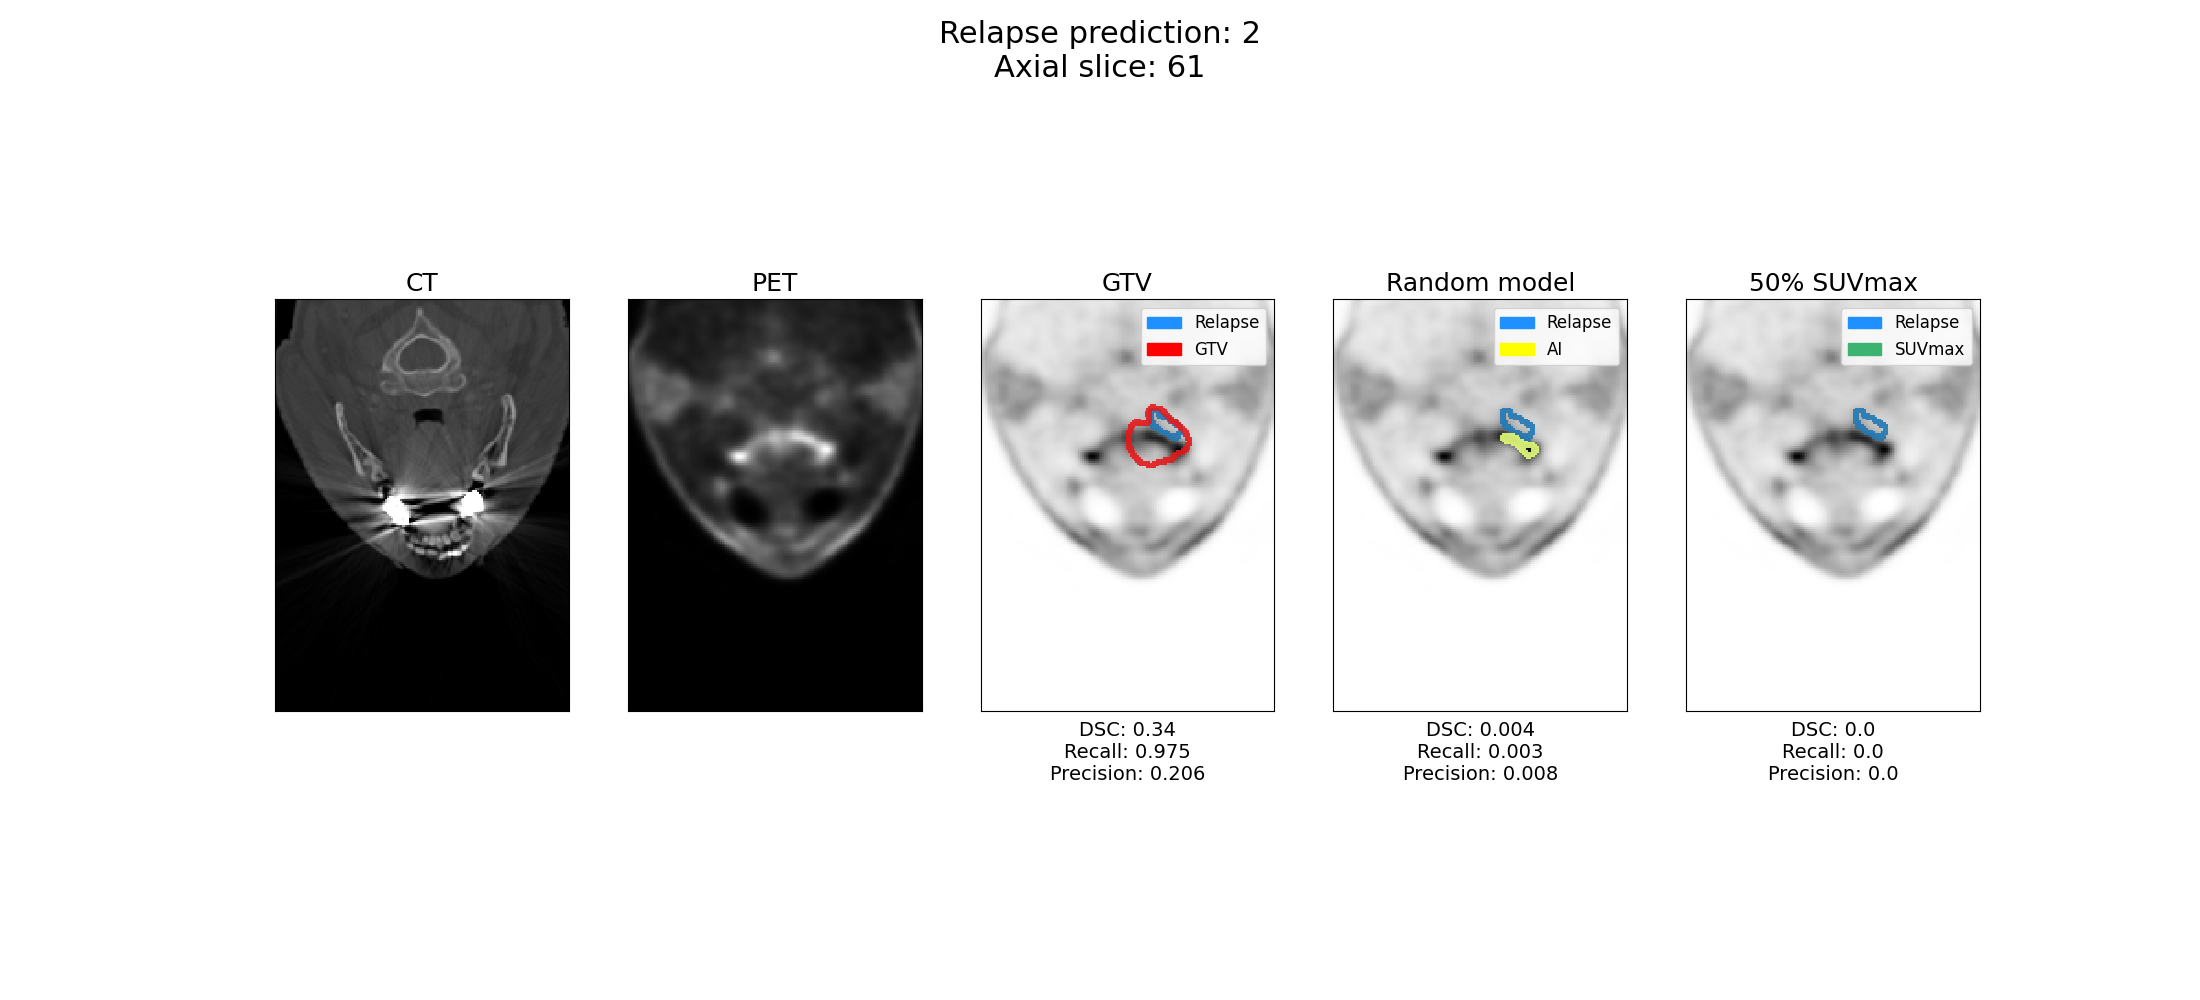 Relapse prediction: 2
Axial slice: 61
CT
PET
GTV
Random model
50% SUVmax
Relapse
GTV
Relapse
AI
Relapse
SUVmax
DSC: 0.34
Recall: 0.975
Precision: 0.206
DSC: 0.004
Recall: 0.003
Precision: 0.008
DSC: 0.0
Recall: 0.0
Precision: 0.0